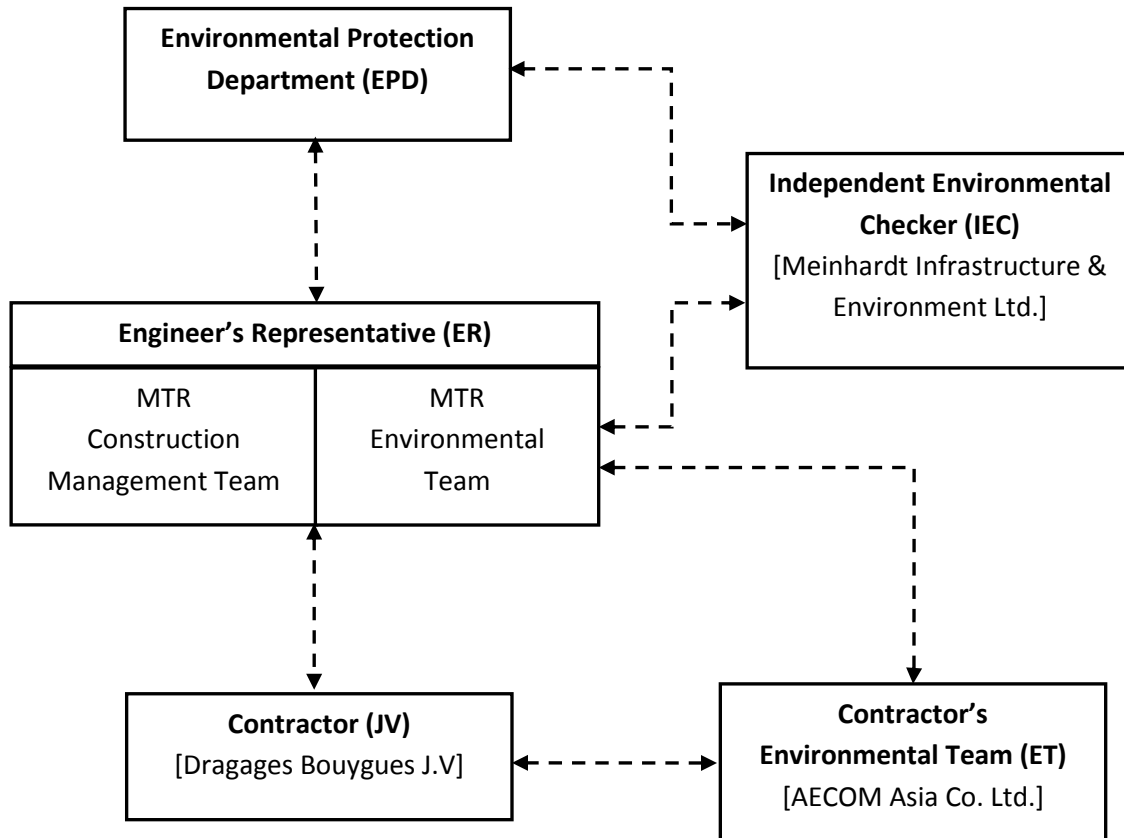 Environmental Protection
Department (EPD)
Independent Environmental
Checker (IEC)
[Meinhardt Infrastructure &
Environment Ltd.]
Engineer’s Representative (ER)
MTR
Construction
Management Team
MTR
Environmental
Team
Contractor (JV)
[Dragages Bouygues J.V]
Contractor’s
Environmental Team (ET)
[AECOM Asia Co. Ltd.]